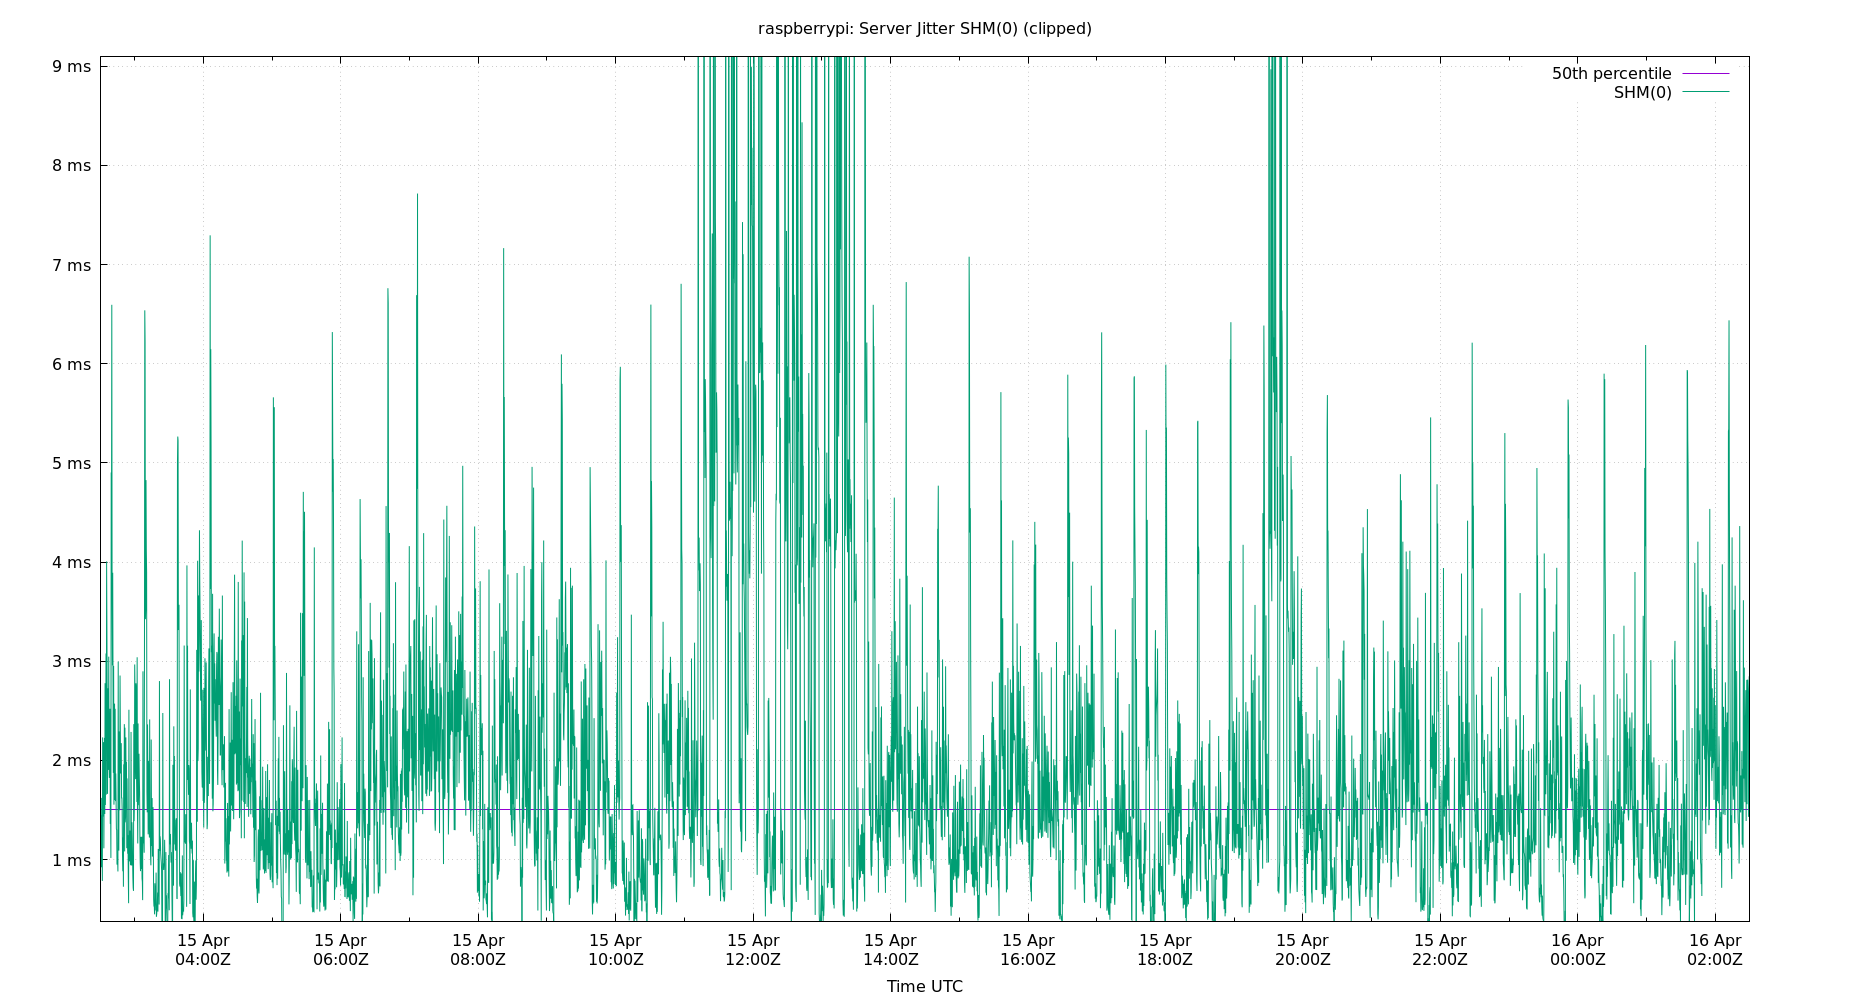 raspberrypi: Server Jitter SHM(0) (clipped)
9 ms
50th percentile
SHM(0)
8 ms
7 ms
6 ms
5 ms
4 ms
3 ms
2 ms
1 ms
15 Apr 15 Apr 15 Apr 15 Apr 15 Apr 15 Apr 15 Apr 15 Apr 15 Apr 15 Apr 16 Apr 16 Apr
04:00Z 06:00Z 08:00Z 10:00Z 12:00Z 14:00Z 16:00Z 18:00Z 20:00Z 22:00Z 00:00Z 02:00Z
Time UTC